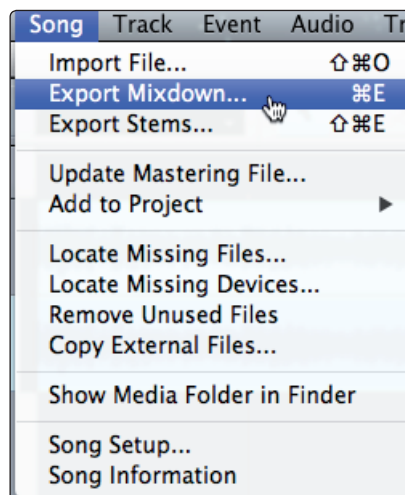 Song Track Event Audio Tr
Import File... ⇧⌘O
Export Mixdown... ⌘E
Export Stems... ⇧⌘E
Update Mastering File...
Add to Project ▶
Locate Missing Files...
Locate Missing Devices...
Remove Unused Files
Copy External Files...
Show Media Folder in Finder
Song Setup...
Song Information